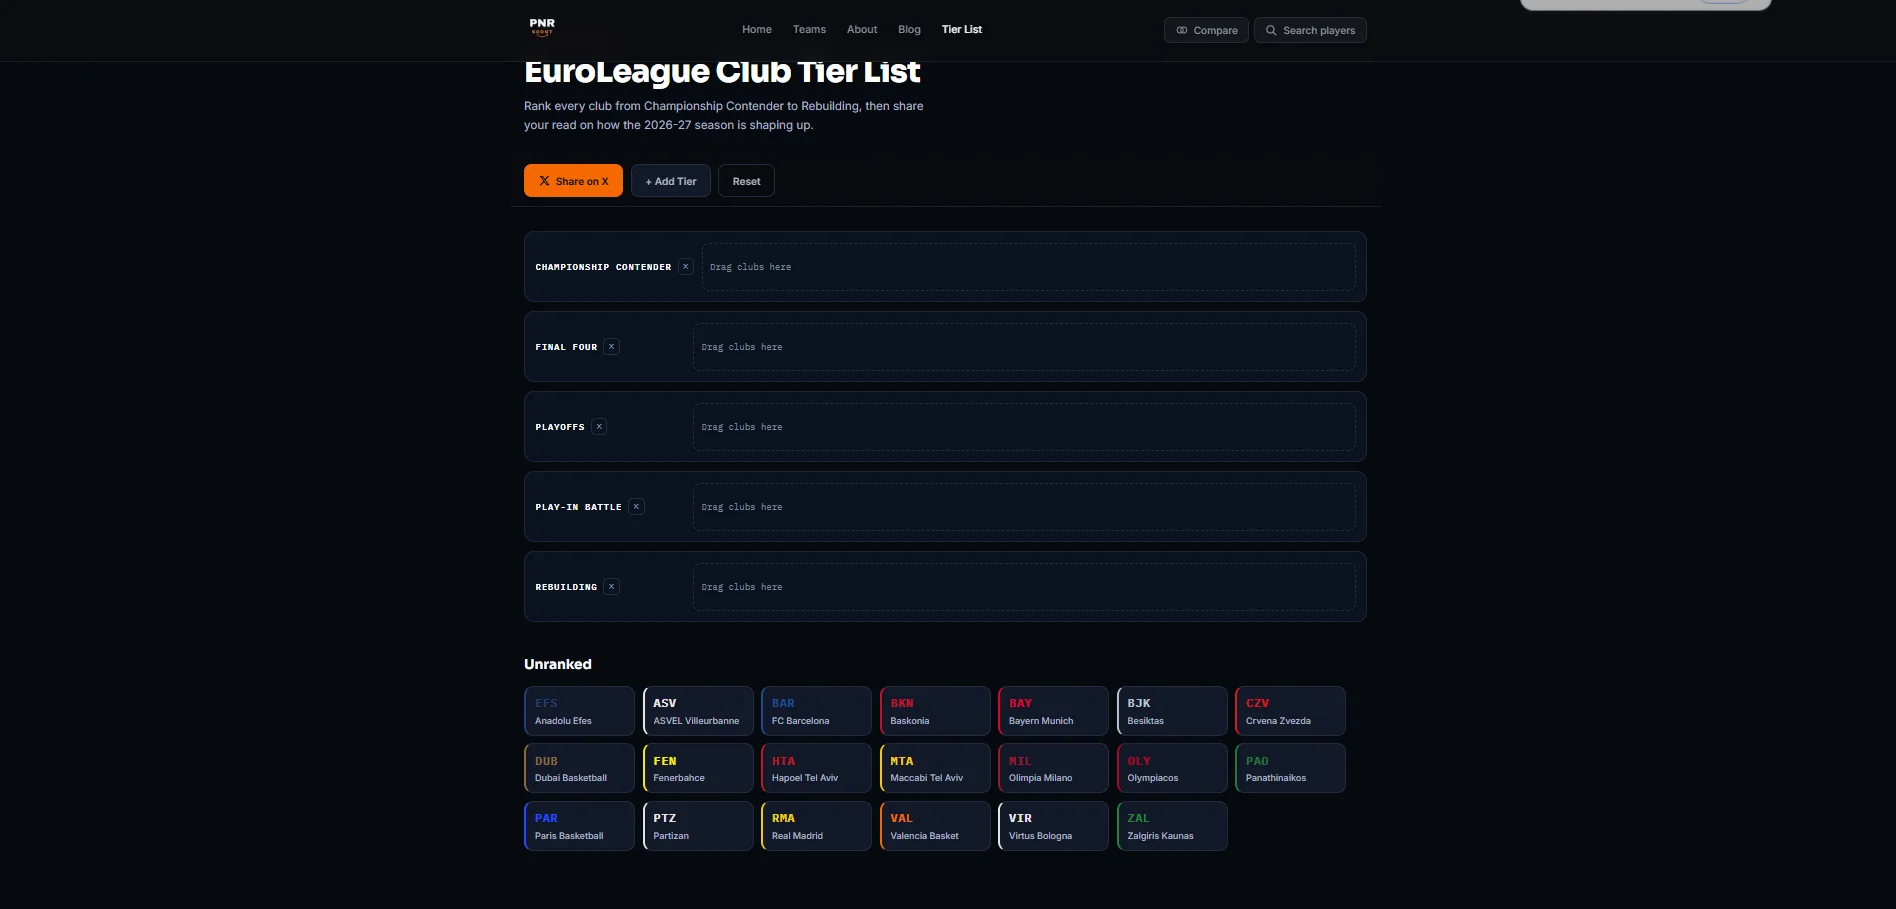 PNR
SCOUT
Home
Teams
About
Blog
Tier List
Compare
Search players
EuroLeague Club Tier List
Rank every club from Championship Contender to Rebuilding, then share
your read on how the 2026-27 season is shaping up.
X Share on X
+ Add Tier
Reset
CHAMPIONSHIP CONTENDER x
Drag clubs here
FINAL FOUR x
Drag clubs here
PLAYOFFS x
Drag clubs here
PLAY-IN BATTLE x
Drag clubs here
REBUILDING x
Drag clubs here
Unranked
EFS
Anadolu Efes
ASV
ASVEL Villeurbanne
BAR
FC Barcelona
BKN
Baskonia
BAY
Bayern Munich
BJK
Besiktas
CZV
Crvena Zvezda
DUB
Dubai Basketball
FEN
Fenerbahce
HTA
Hapoel Tel Aviv
MTA
Maccabi Tel Aviv
MIL
Olimpia Milano
OLY
Olympiacos
PAO
Panathinaikos
PAR
Paris Basketball
PTZ
Partizan
RMA
Real Madrid
VAL
Valencia Basket
VIR
Virtus Bologna
ZAL
Zalgiris Kaunas